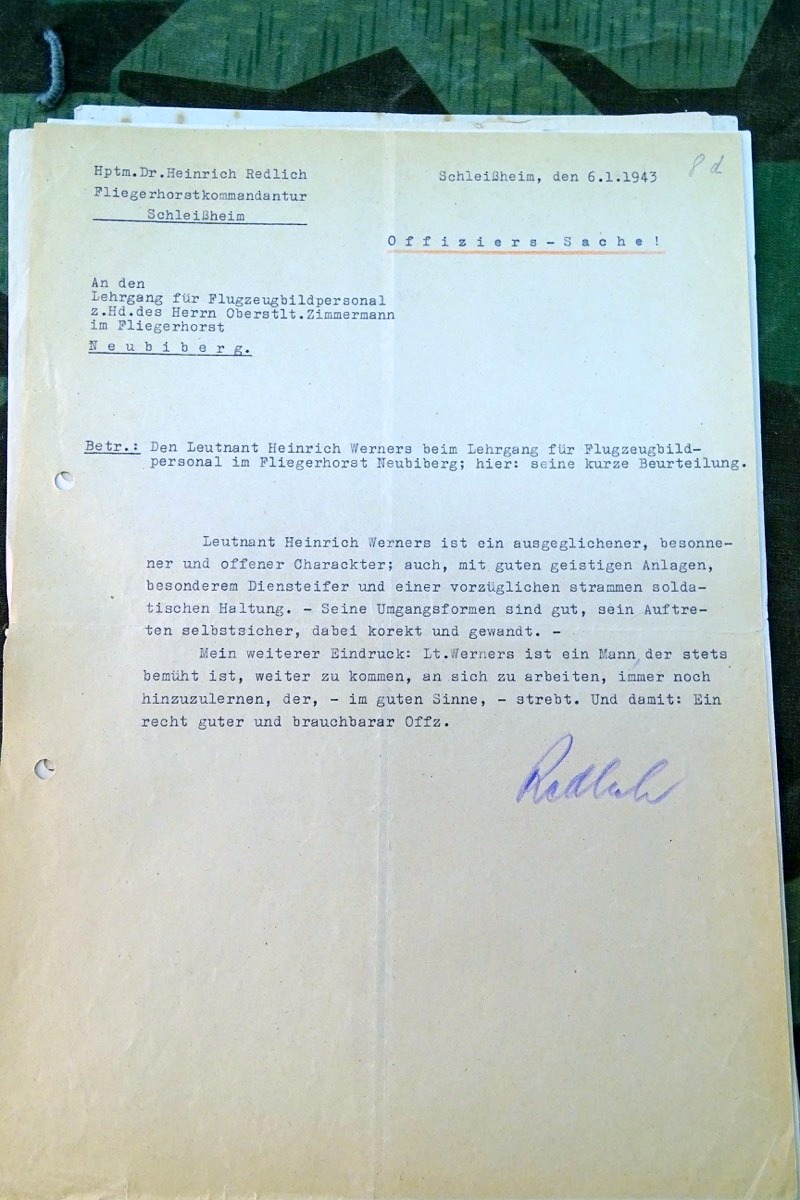 Hptm.Dr.Heinrich Redlich
Fliegerhorstkommandantur
Schleißheim
Schleißheim, den 6.1.1943
8 d
Offiziers-Sache!
An den
Lehrgang für Flugzeugbildpersonal
z.Hd.des Herrn Oberstlt.Zimmermann
im Fliegerhorst
Neubiberg.
Betr.: Den Leutnant Heinrich Werners beim Lehrgang für Flugzeugbild-
personal im Fliegerhorst Neubiberg; hier: seine kurze Beurteilung.
Leutnant Heinrich Werners ist ein ausgeglichener, besonne-
ner und offener Charackter; auch, mit guten geistigen Anlagen,
besonderem Diensteifer und einer vorzüglichen strammen solda-
tischen Haltung. - Seine Umgangsformen sind gut, sein Auftre-
ten selbstsicher, dabei korekt und gewandt. -
Mein weiterer Eindruck: Lt.Werners ist ein Mann, der stets
bemüht ist, weiter zu kommen, an sich zu arbeiten, immer noch
hinzuzulernen, der, - im guten Sinne, - strebt. Und damit: Ein
recht guter und brauchbarar Offz.
Redlich